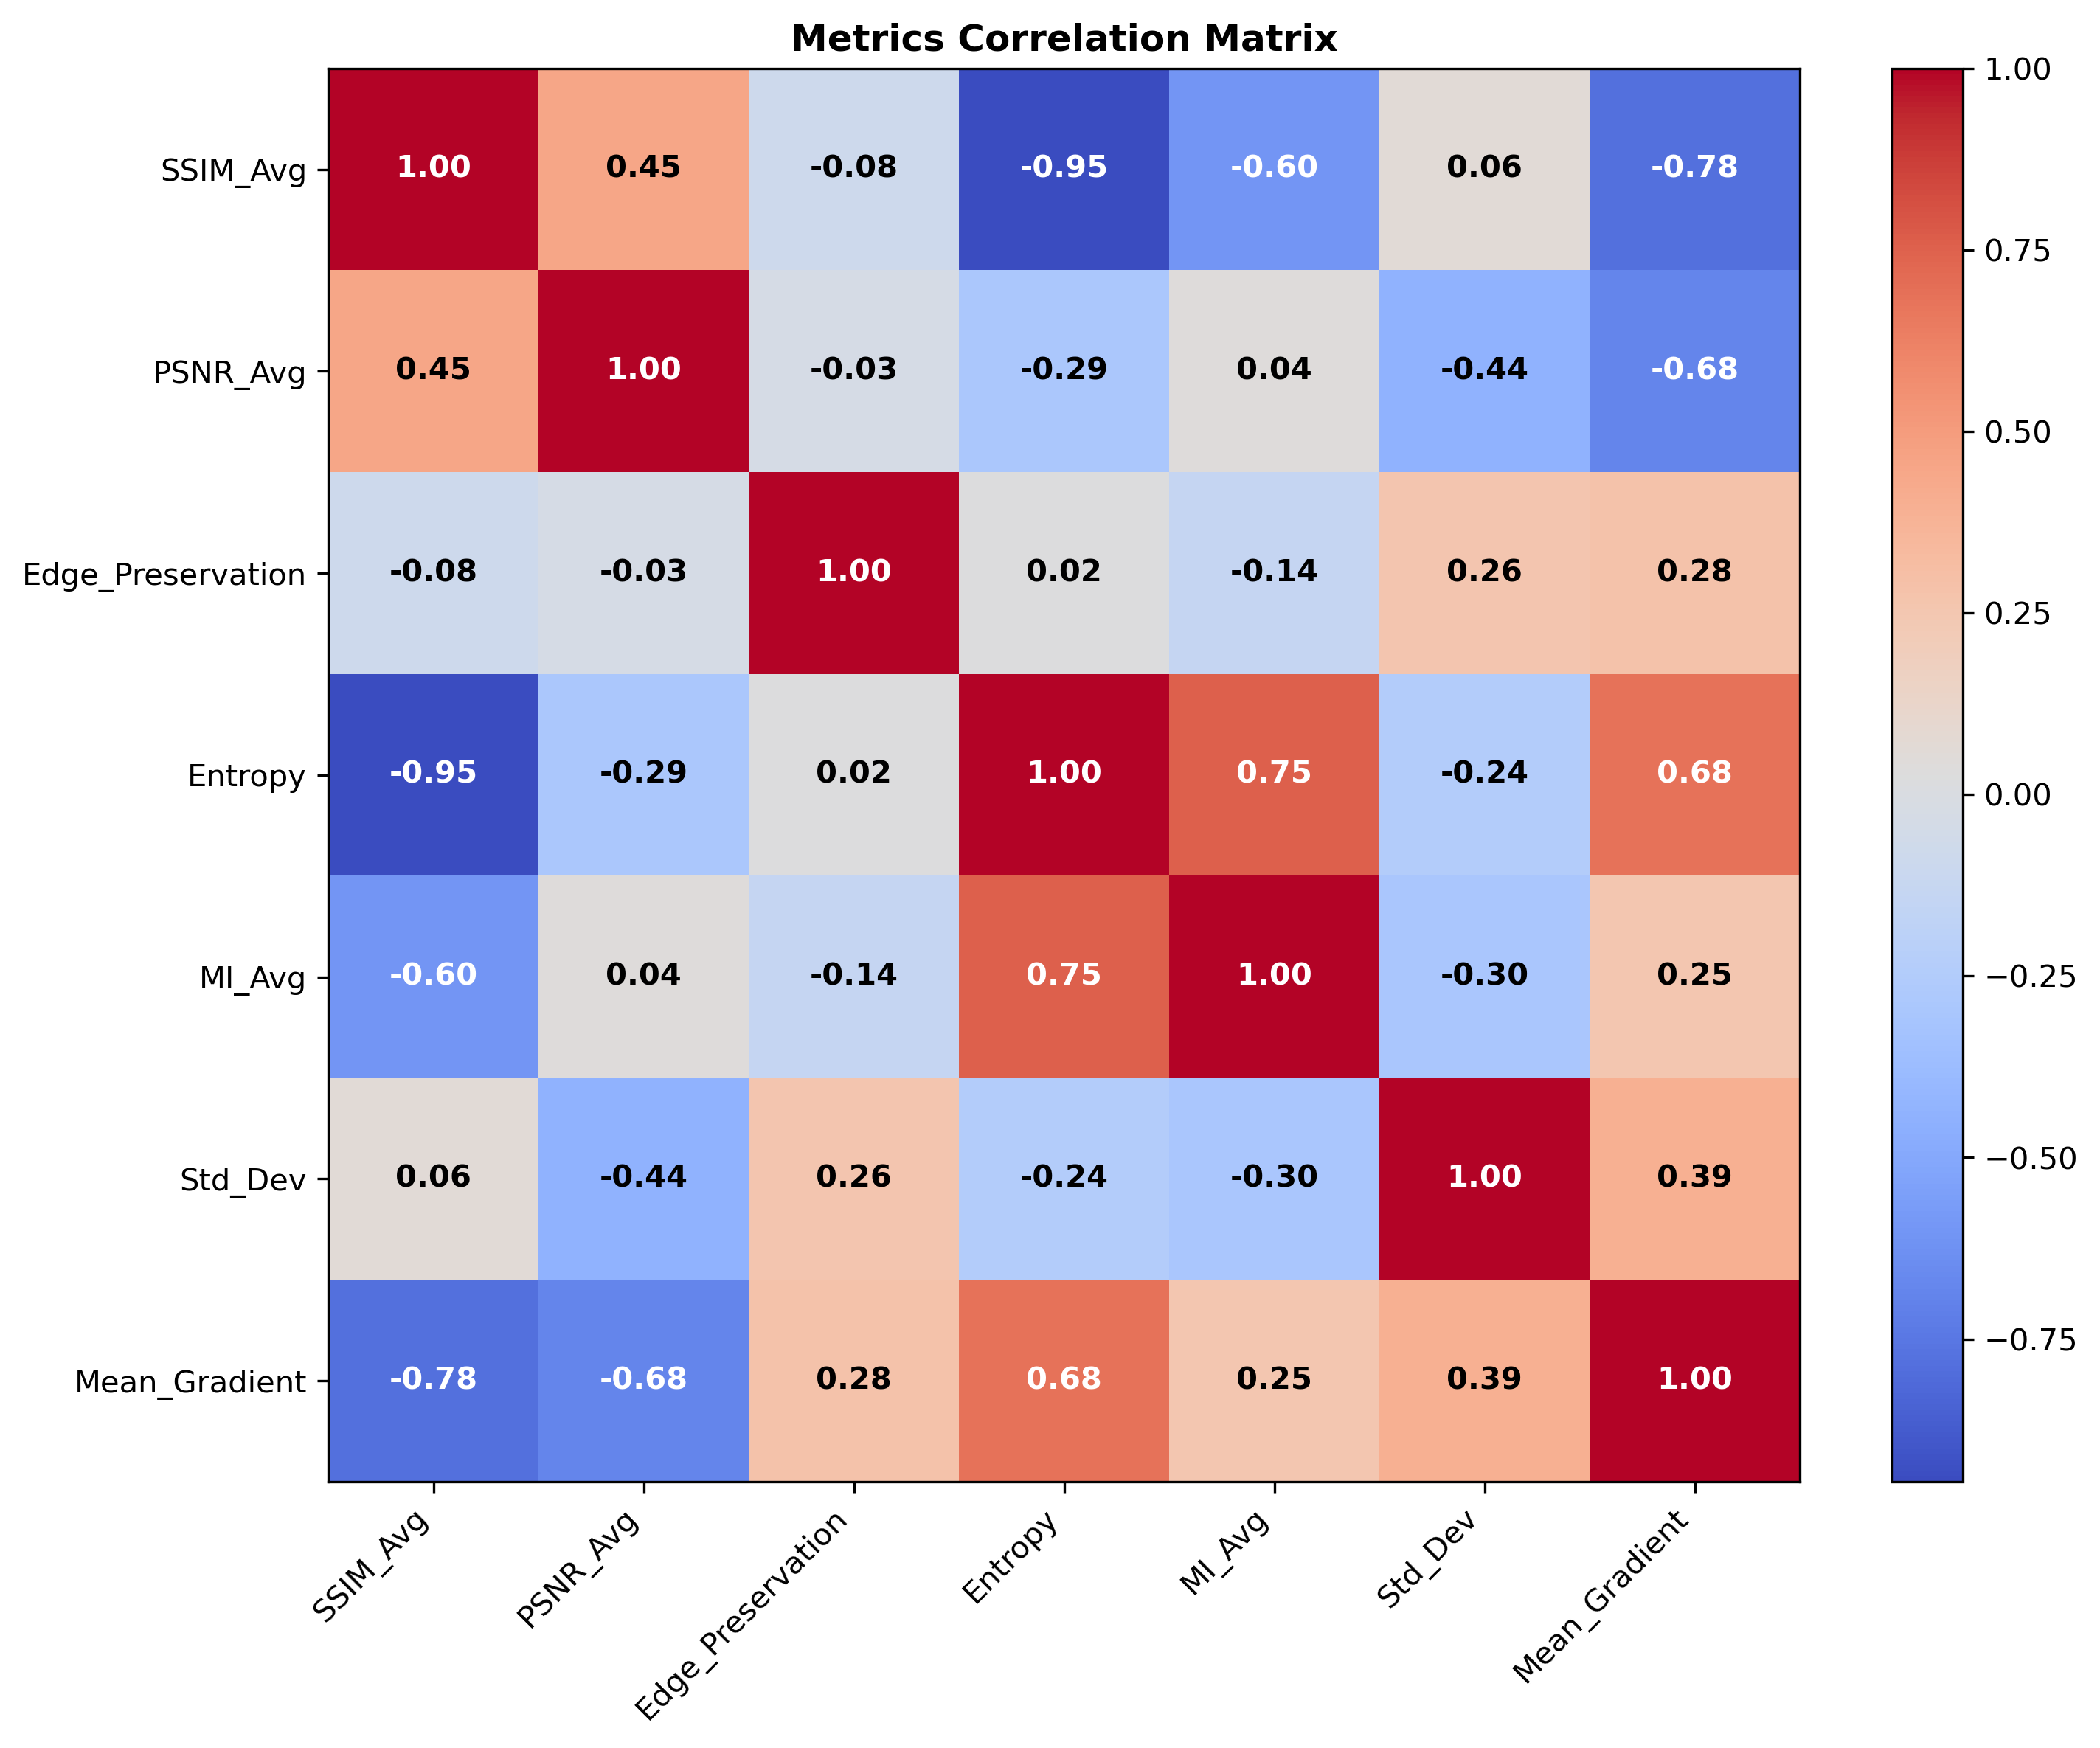 Metrics Correlation Matrix
SSIM_Avg 1.00 0.45 -0.08 -0.95 -0.60 0.06 -0.78
PSNR_Avg 0.45 1.00 -0.03 -0.29 0.04 -0.44 -0.68
Edge_Preservation -0.08 -0.03 1.00 0.02 -0.14 0.26 0.28
Entropy -0.95 -0.29 0.02 1.00 0.75 -0.24 0.68
MI_Avg -0.60 0.04 -0.14 0.75 1.00 -0.30 0.25
Std_Dev 0.06 -0.44 0.26 -0.24 -0.30 1.00 0.39
Mean_Gradient -0.78 -0.68 0.28 0.68 0.25 0.39 1.00
SSIM_Avg PSNR_Avg Edge_Preservation Entropy MI_Avg Std_Dev Mean_Gradient
1.00
0.75
0.50
0.25
0.00
−0.25
−0.50
−0.75